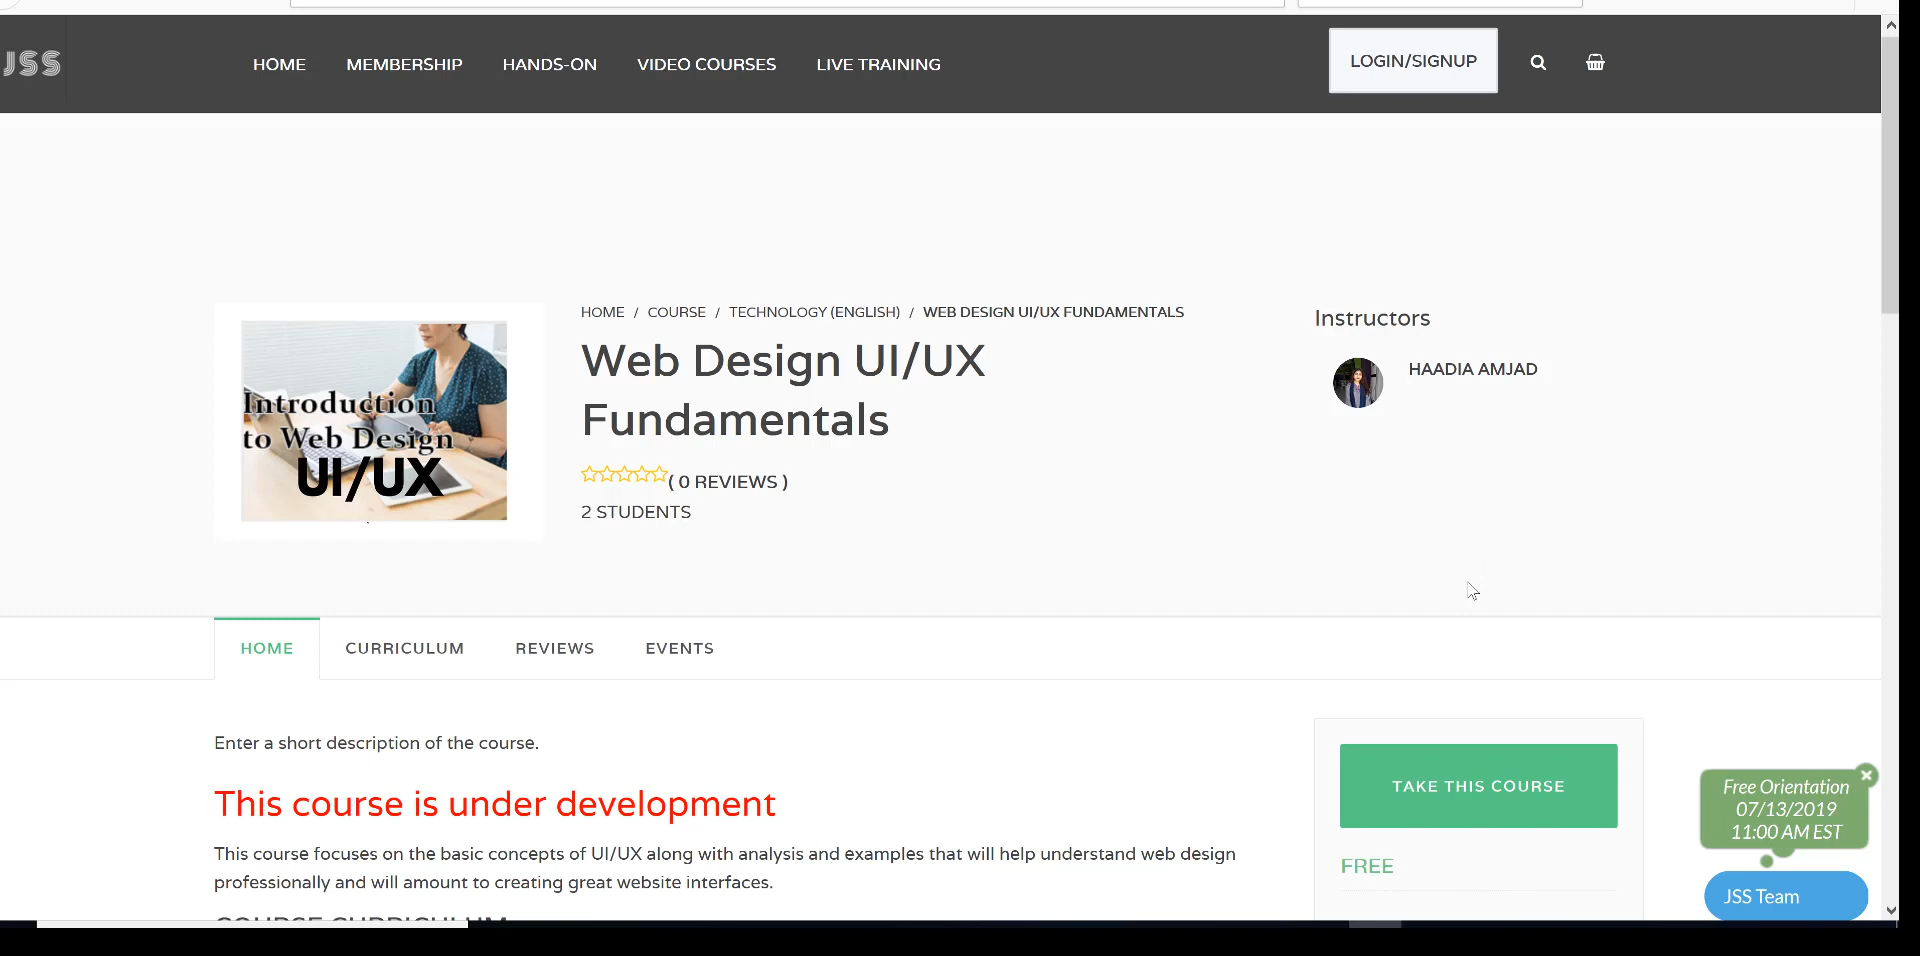 JSS
HOME MEMBERSHIP HANDS-ON VIDEO COURSES LIVE TRAINING
LOGIN/SIGNUP
Introduction
to Web Design
UI/UX
HOME / COURSE / TECHNOLOGY (ENGLISH) / WEB DESIGN UI/UX FUNDAMENTALS
Web Design UI/UX
Fundamentals
( 0 REVIEWS )
2 STUDENTS
Instructors
HAADIA AMJAD
HOME CURRICULUM REVIEWS EVENTS
Enter a short description of the course.
This course is under development
This course focuses on the basic concepts of UI/UX along with analysis and examples that will help understand web design
professionally and will amount to creating great website interfaces.
COURSE CURRICULUM
TAKE THIS COURSE
FREE
Free Orientation
07/13/2019
11:00 AM EST
JSS Team